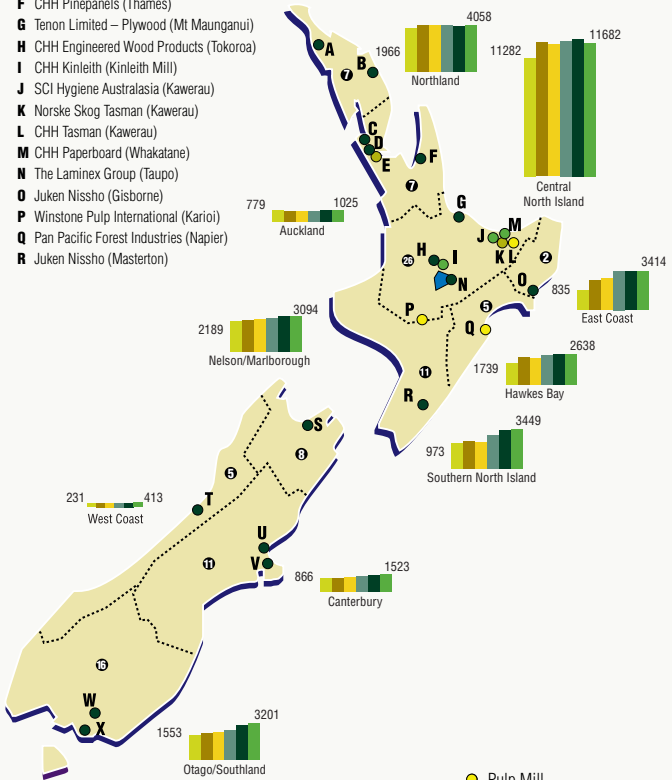 F CHH Pinepanels (Thames)
G Tenon Limited – Plywood (Mt Maunganui)
H CHH Engineered Wood Products (Tokoroa)
I CHH Kinleith (Kinleith Mill)
J SCI Hygiene Australasia (Kawerau)
K Norske Skog Tasman (Kawerau)
L CHH Tasman (Kawerau)
M CHH Paperboard (Whakatane)
N The Laminex Group (Taupo)
O Juken Nissho (Gisborne)
P Winstone Pulp International (Karioi)
Q Pan Pacific Forest Industries (Napier)
R Juken Nissho (Masterton)
1966 4058
Northland
11282 11682
Central
North Island
A
B
7
C
D
E
F
7
779 1025
Auckland
G
M
J
K L
H
I
26
N
2
O
835 3414
East Coast
P
5
Q
2189 3094
Nelson/Marlborough
1739 2638
Hawkes Bay
11
R
973 3449
Southern North Island
S
8
5
231 413
West Coast
T
U
V
11
866 1523
Canterbury
16
W
X
1553 3201
Otago/Southland
Pulp Mill